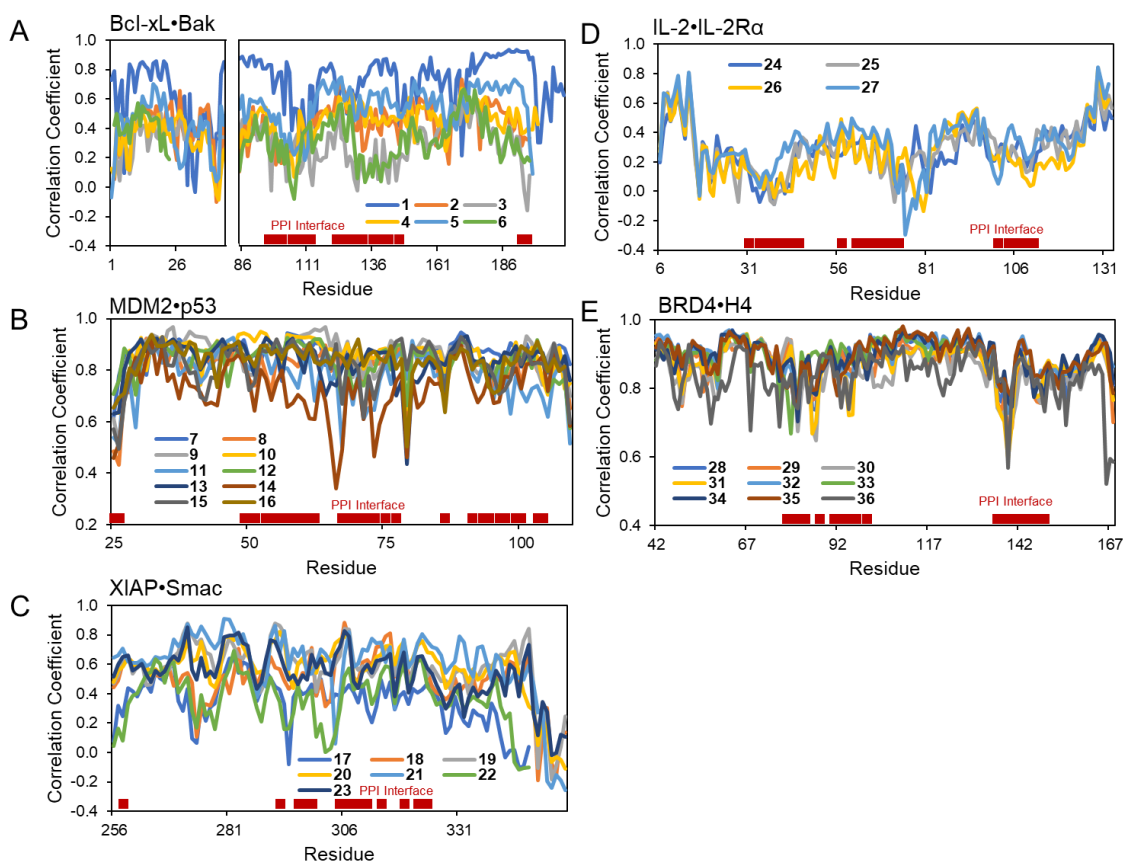 A
Bcl-xL•Bak
Correlation Coefficient
1.0
0.8
0.6
0.4
0.2
0.0
-0.2
-0.4
PPI Interface
1 2 3
4 5 6
1 26 86 111 136 161 186
Residue
B
MDM2•p53
Correlation Coefficient
1.0
0.8
0.6
0.4
0.2
7 8
9 10
11 12
13 14
15 16
PPI Interface
25 50 75 100
Residue
C
XIAP•Smac
Correlation Coefficient
1.0
0.8
0.6
0.4
0.2
0.0
-0.2
-0.4
17 18 19
20 21 22
23
PPI Interface
256 281 306 331
Residue
D
IL-2•IL-2Rα
Correlation Coefficient
1.0
0.8
0.6
0.4
0.2
0.0
-0.2
-0.4
24 25
26 27
PPI Interface
6 31 56 81 106 131
Residue
E
BRD4•H4
Correlation Coefficient
1.0
0.8
0.6
0.4
28 29 30
31 32 33
34 35 36
PPI Interface
42 67 92 117 142 167
Residue